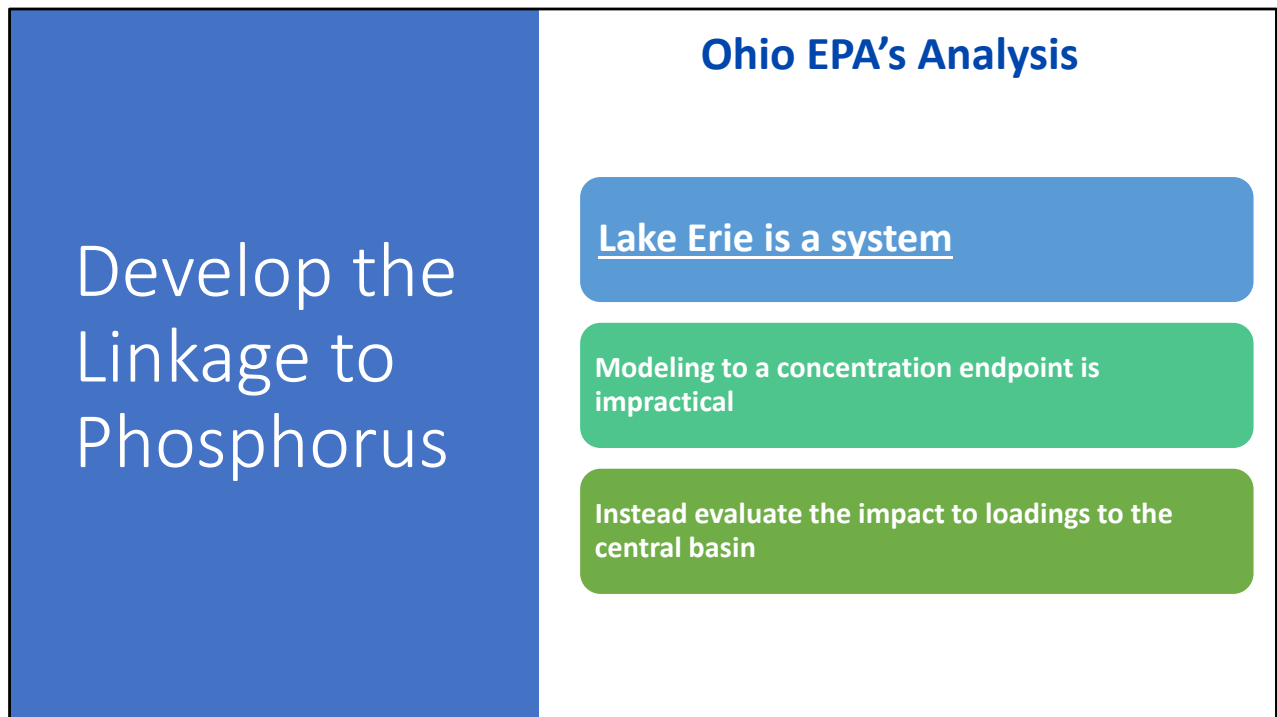 Develop the
Linkage to
Phosphorus
Ohio EPA’s Analysis
Lake Erie is a system
Modeling to a concentration endpoint is
impractical
Instead evaluate the impact to loadings to the
central basin